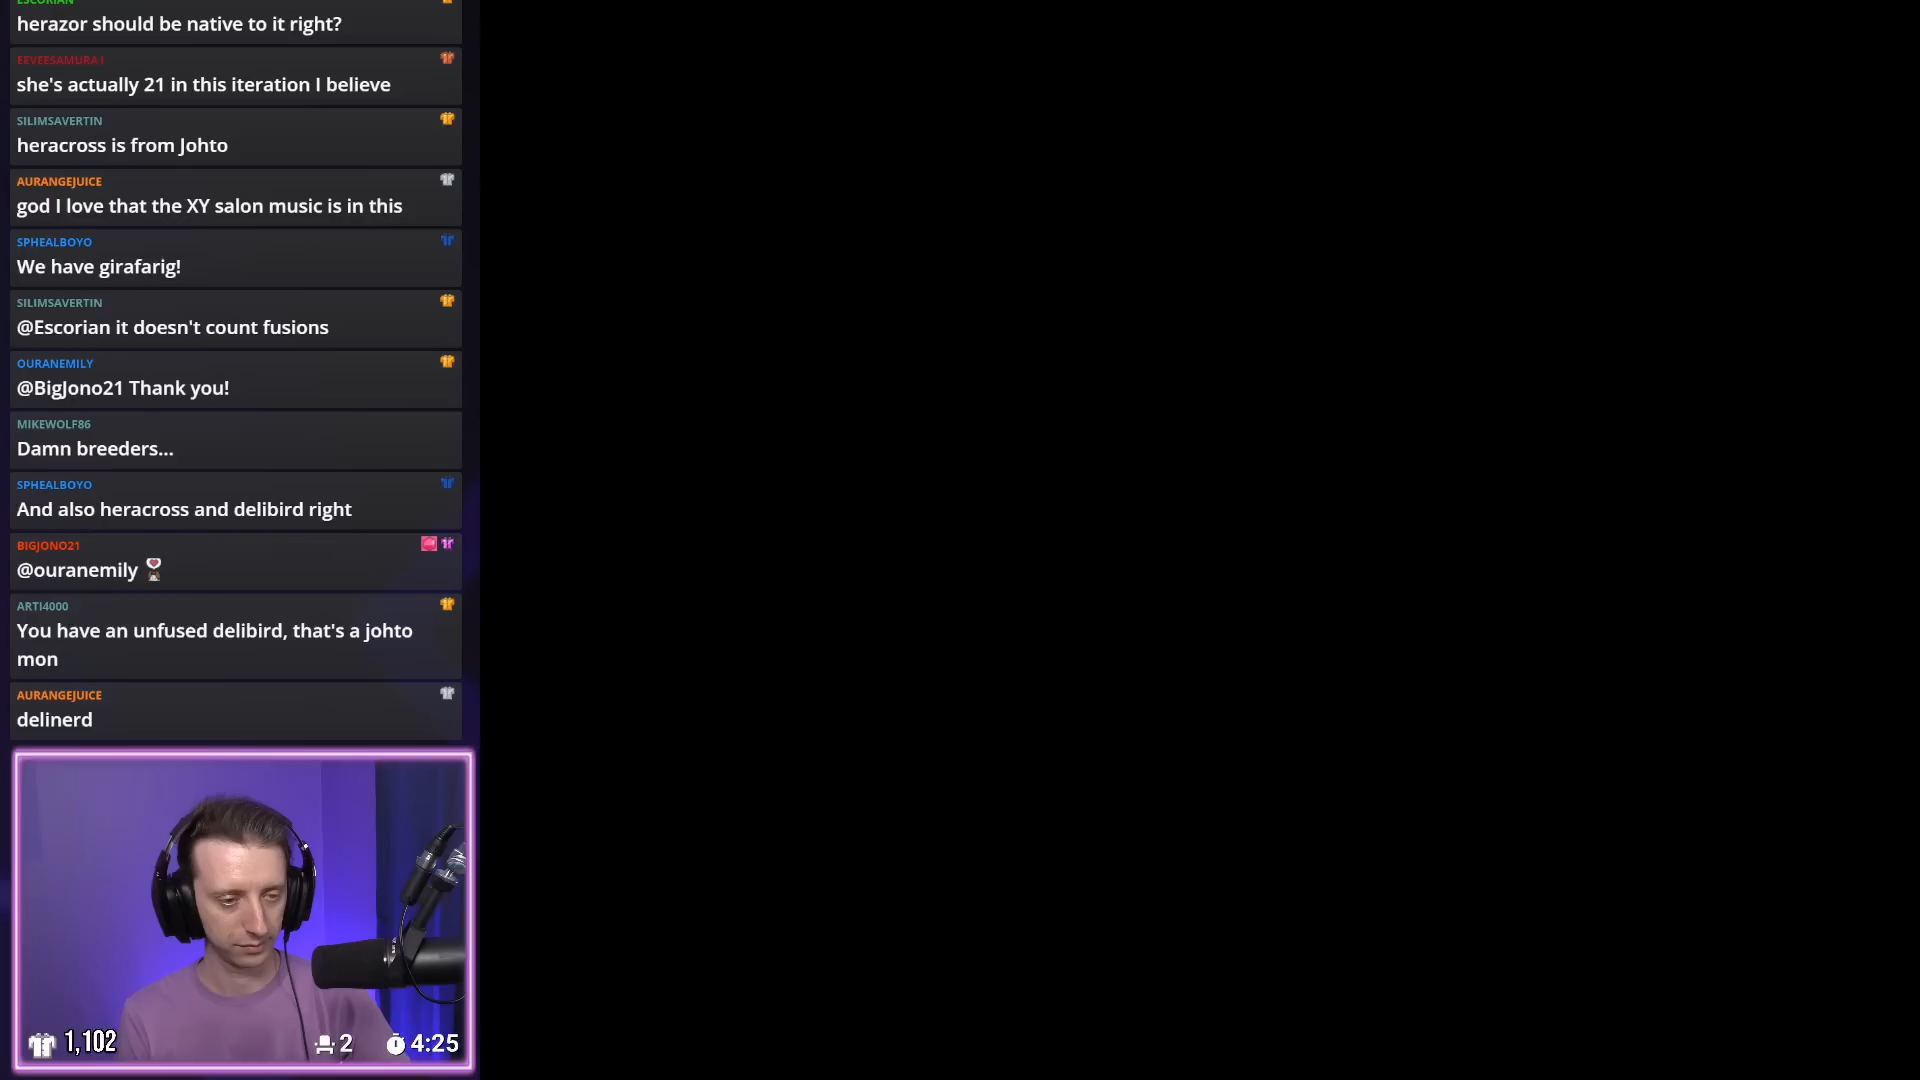 ESCORIAN
herazor should be native to it right?
EEVEESAMURAI
she's actually 21 in this iteration I believe
SILIMSAVERTIN
heracross is from Johto
AURANGEJUICE
god I love that the XY salon music is in this
SPHEALBOYO
We have girafarig!
SILIMSAVERTIN
@Escorian it doesn't count fusions
OURANEMILY
@BigJono21 Thank you!
MIKEWOLF86
Damn breeders...
SPHEALBOYO
And also heracross and delibird right
BIGJONO21
@ouranemily
ARTI4000
You have an unfused delibird, that's a johto
mon
AURANGEJUICE
delinerd
1,102
2
4:25